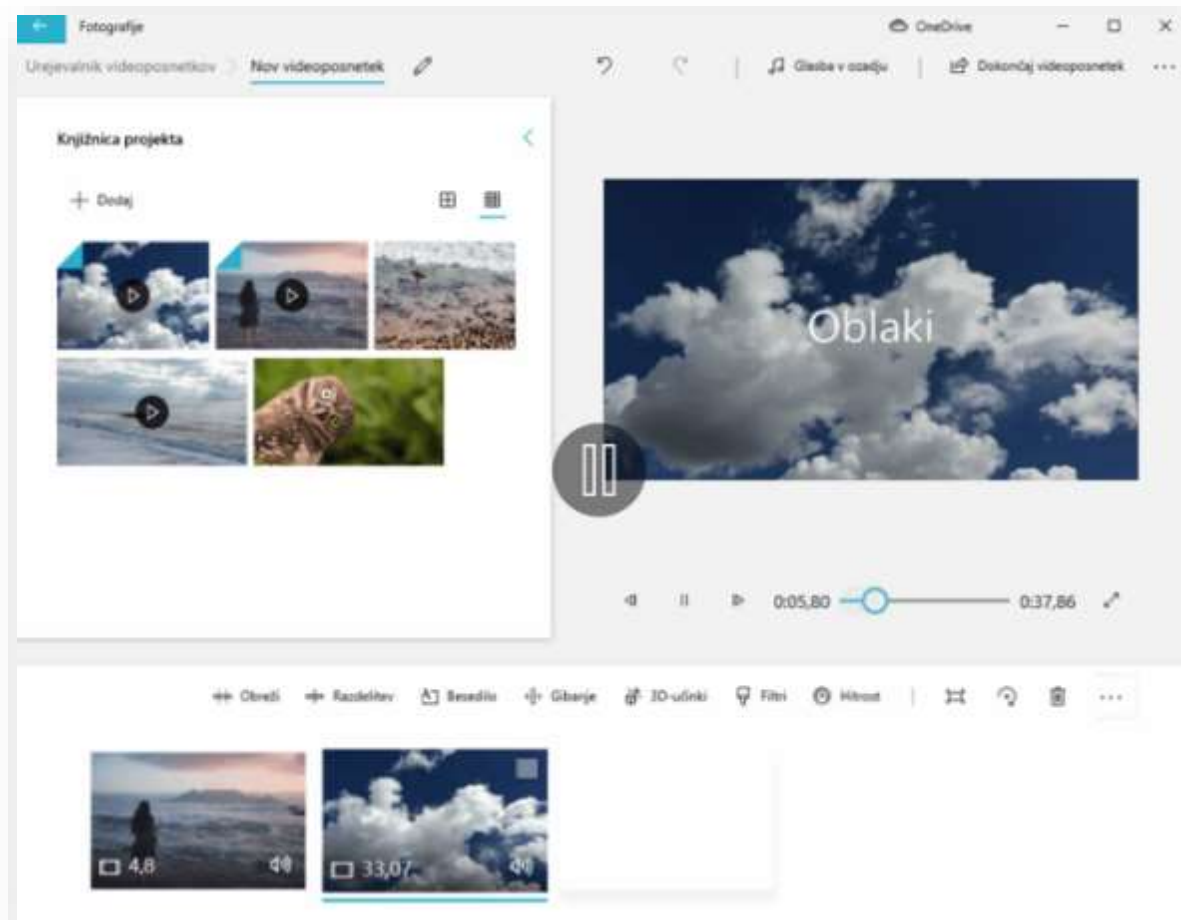 Fotografije
OneDrive
Urejevalnik videoposnetkov
Nov videoposnetek
Glasba v ozadju
Dokončaj videoposnetek
Knjižnica projekta
Dodaj
Oblaki
0:05,80
0:37,86
Obreži
Razdelitev
Besedilo
Gibanje
3D-učinki
Filtri
Hitrost
4,8
33,07